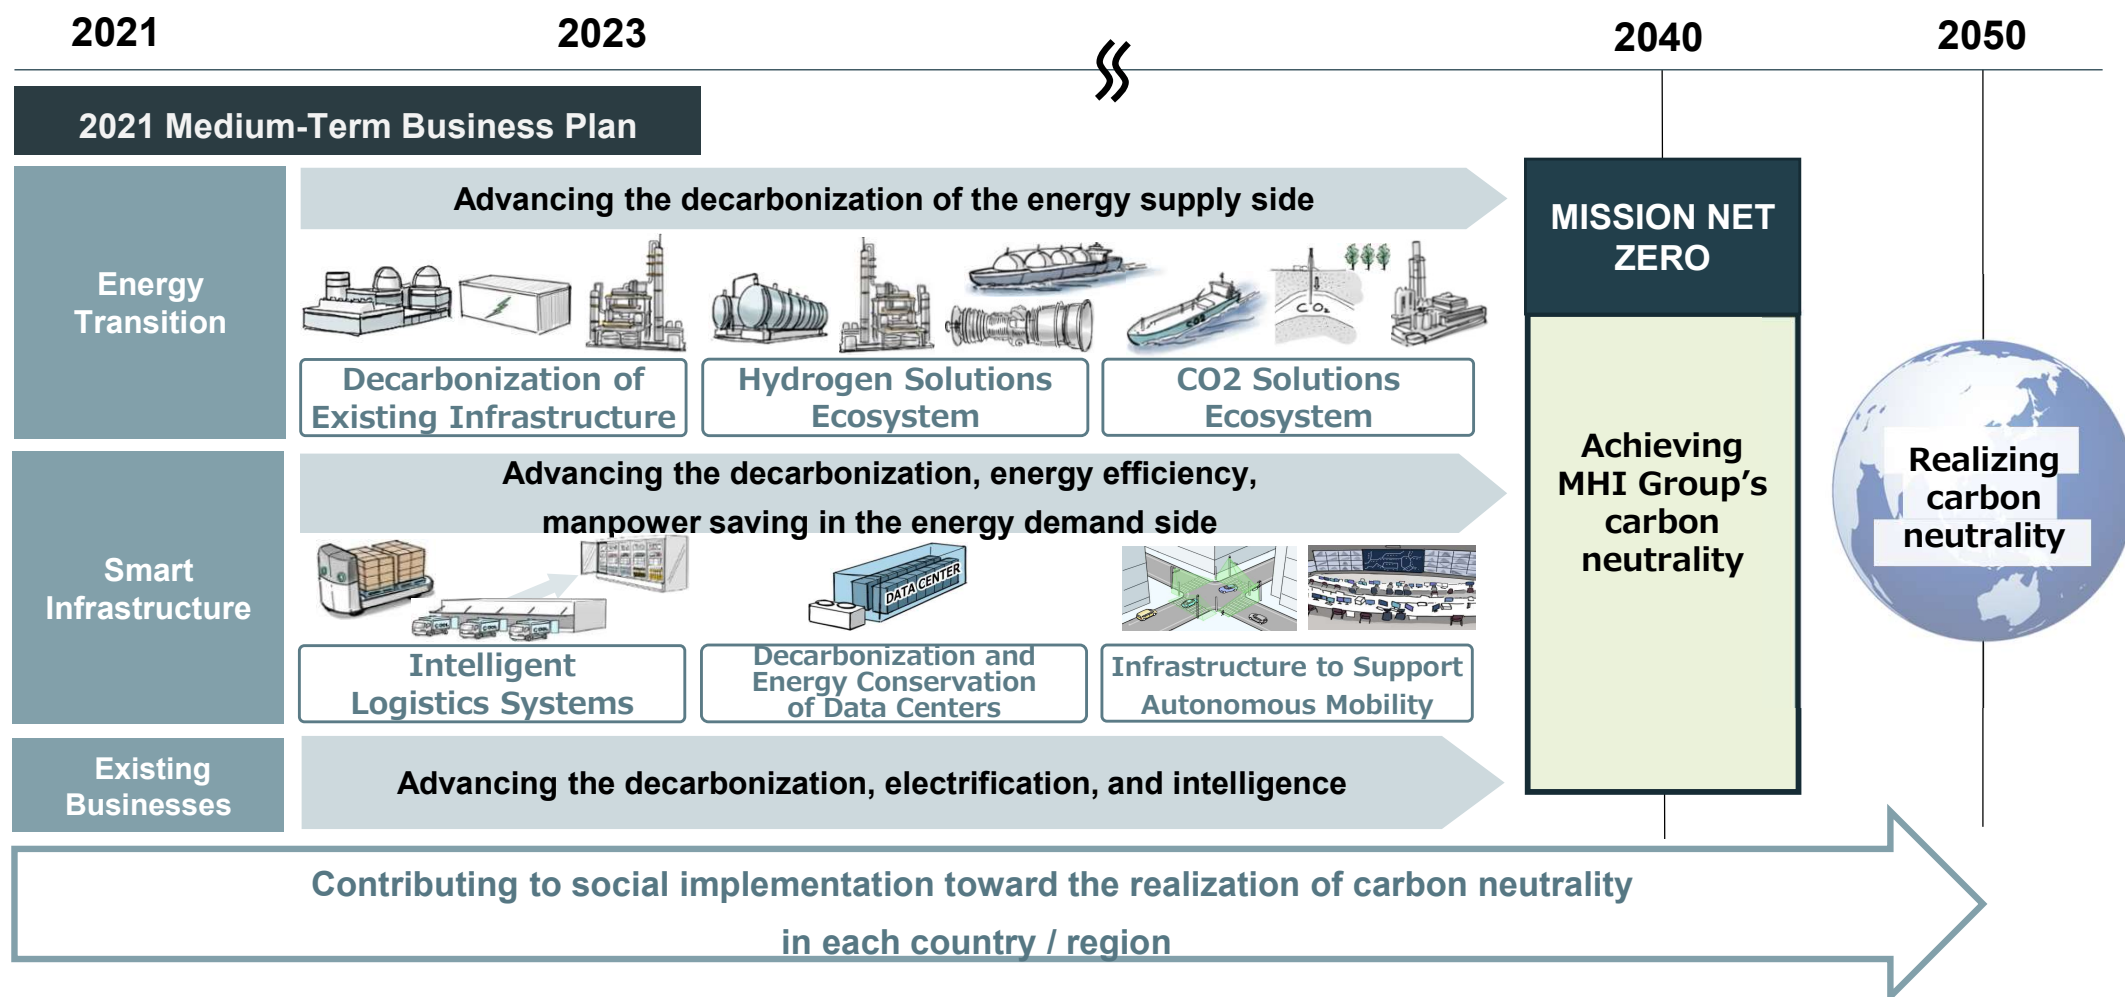 2021
2023
2040
2050
2021 Medium-Term Business Plan
Energy
Transition
Advancing the decarbonization of the energy supply side
CO2
CO2
Decarbonization of
Existing Infrastructure
Hydrogen Solutions
Ecosystem
CO2 Solutions
Ecosystem
Smart
Infrastructure
Advancing the decarbonization, energy efficiency,
manpower saving in the energy demand side
DATA CENTER
Intelligent
Logistics Systems
Decarbonization and
Energy Conservation
of Data Centers
Infrastructure to Support
Autonomous Mobility
Existing
Businesses
Advancing the decarbonization, electrification, and intelligence
MISSION NET
ZERO
Achieving
MHI Group’s
carbon
neutrality
Realizing
carbon
neutrality
Contributing to social implementation toward the realization of carbon neutrality
in each country / region